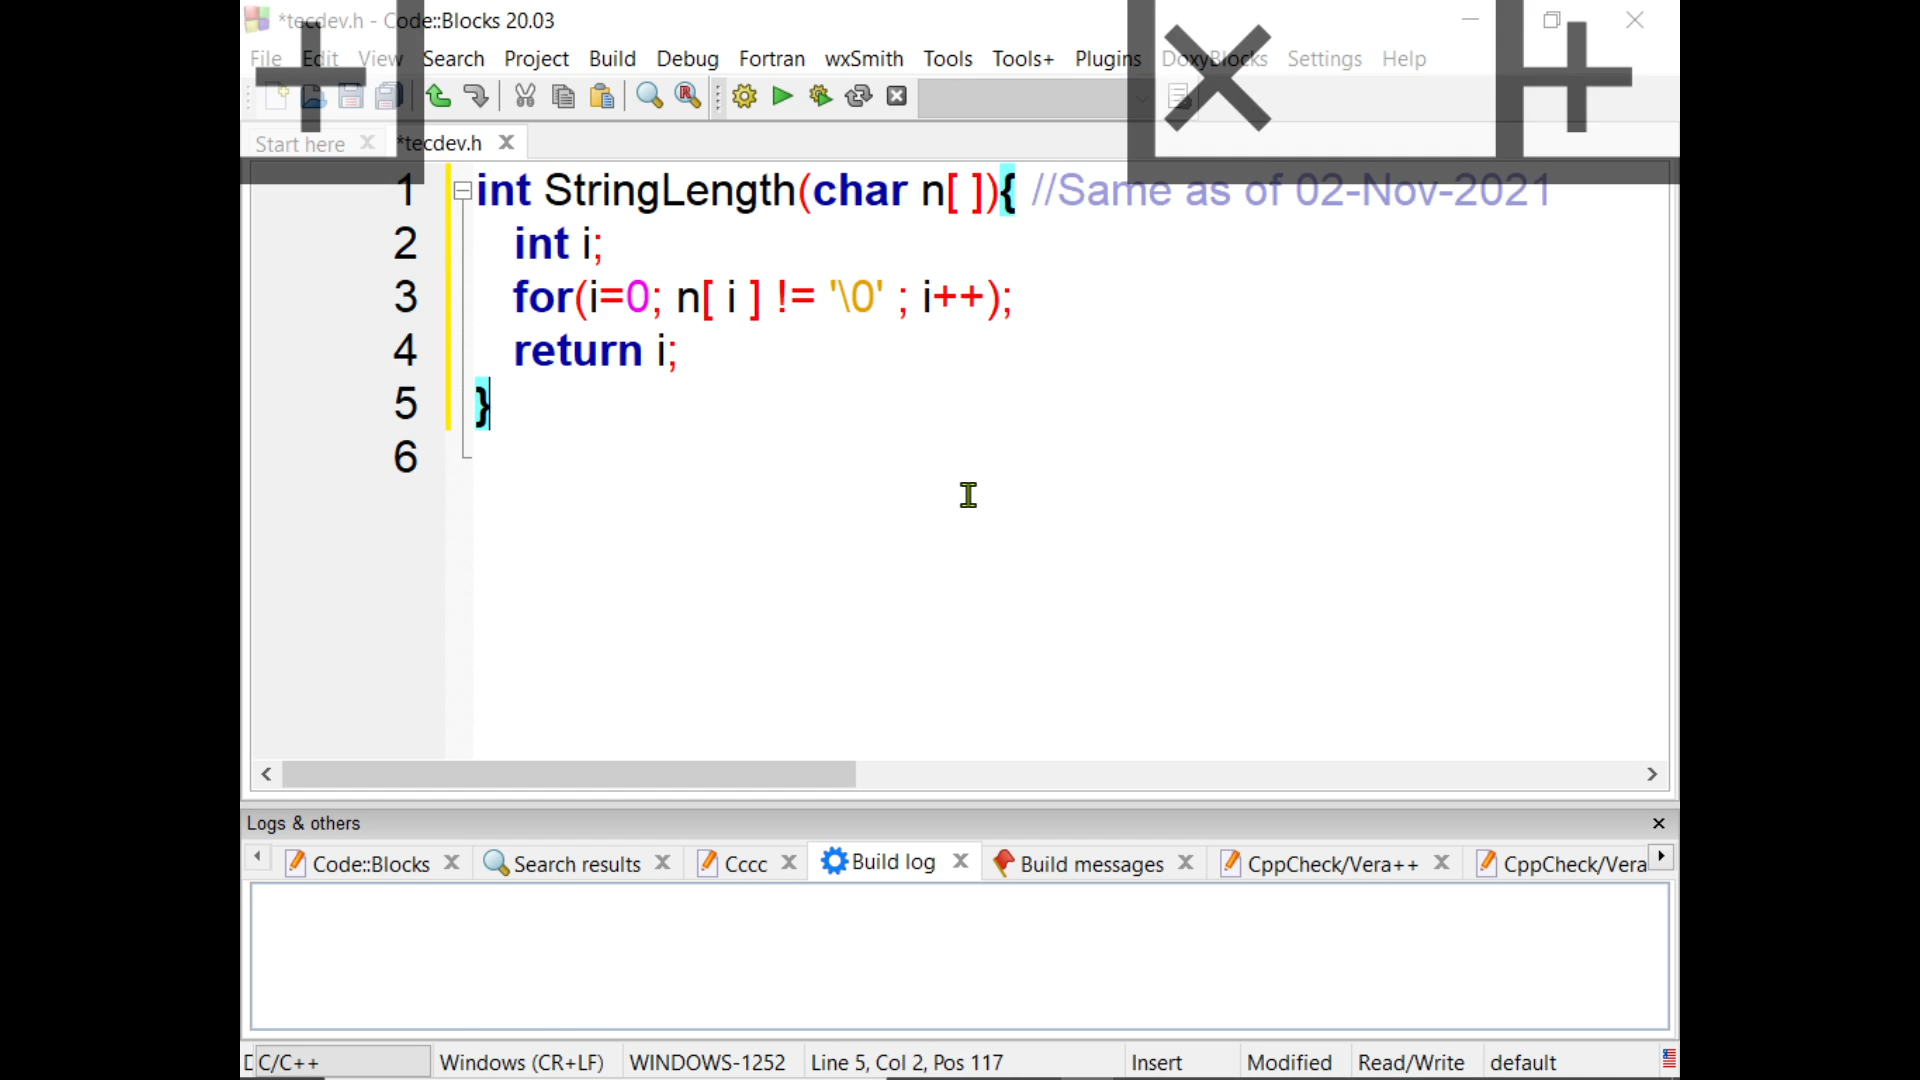 *tecdev.h - Code::Blocks 20.03
File Edit View Search Project Build Debug Fortran wxSmith Tools Tools+ Plugins DoxyBlocks Settings Help
Start here *tecdev.h
1 int StringLength(char n[ ]){ //Same as of 02-Nov-2021
2 int i;
3 for(i=0; n[ i ] != '\0' ; i++);
4 return i;
5 }
6
Logs & others
Code::Blocks Search results Cccc Build log Build messages CppCheck/Vera++ CppCheck/Vera
C/C++ Windows (CR+LF) WINDOWS-1252 Line 5, Col 2, Pos 117 Insert Modified Read/Write default